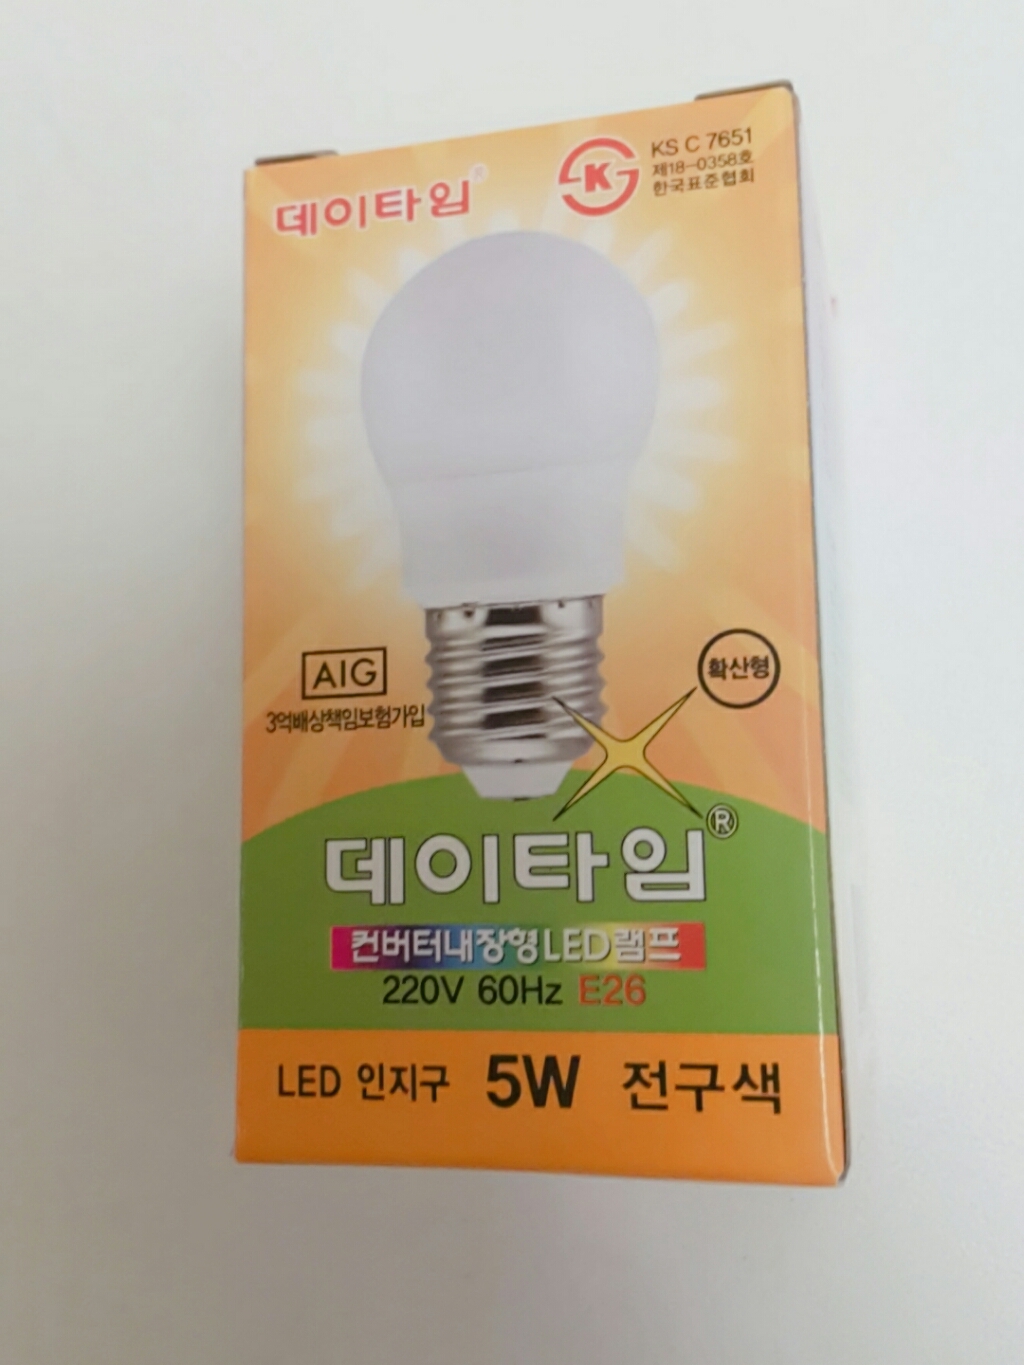 데이타임®
KS C 7651
제18-0358호
한국표준협회
AIG
3억배상책임보험가입
확산형
데이타임®
컨버터내장형LED램프
220V 60Hz E26
LED 인지구 5W 전구색